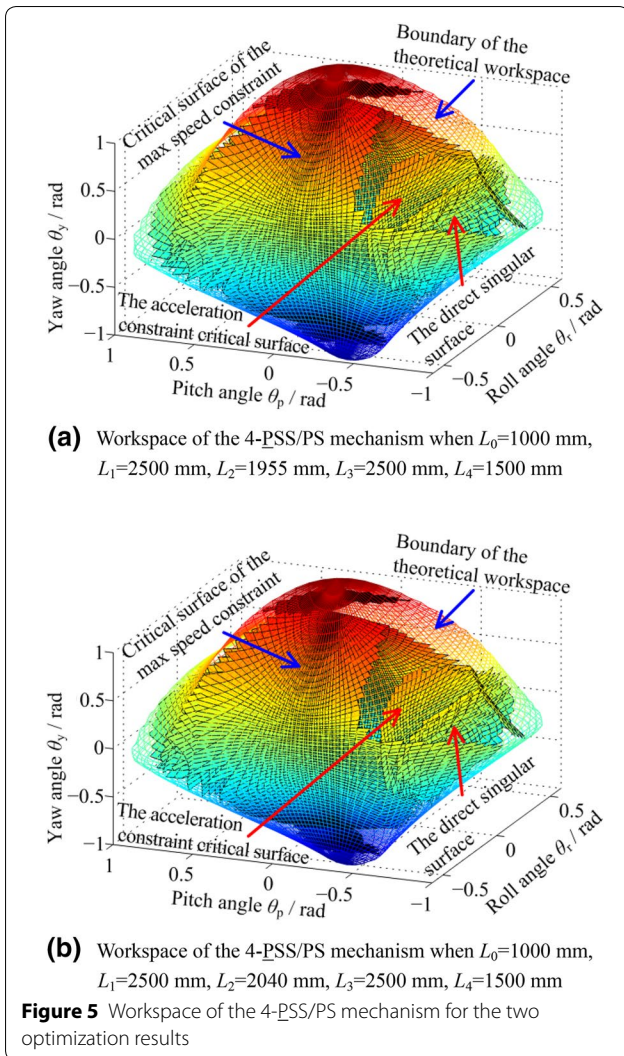 Critical surface of the
max speed constraint
Boundary of the
theoretical workspace
Yaw angle θy / rad
1
0.5
0
−0.5
−1
The acceleration
constraint critical surface
The direct singular
surface
1
0.5
0
−0.5
−1
Pitch angle θp / rad
−0.5
0
0.5
Roll angle θr / rad
(a) Workspace of the 4-PSS/PS mechanism when L0=1000 mm,
L1=2500 mm, L2=1955 mm, L3=2500 mm, L4=1500 mm
Critical surface of the
max speed constraint
Boundary of the
theoretical workspace
Yaw angle θy / rad
1
0.5
0
−0.5
−1
The acceleration
constraint critical surface
The direct singular
surface
1
0.5
0
−0.5
−1
Pitch angle θp / rad
−0.5
0
0.5
Roll angle θr / rad
(b) Workspace of the 4-PSS/PS mechanism when L0=1000 mm,
L1=2500 mm, L2=2040 mm, L3=2500 mm, L4=1500 mm
Figure 5 Workspace of the 4-PSS/PS mechanism for the two
optimization results